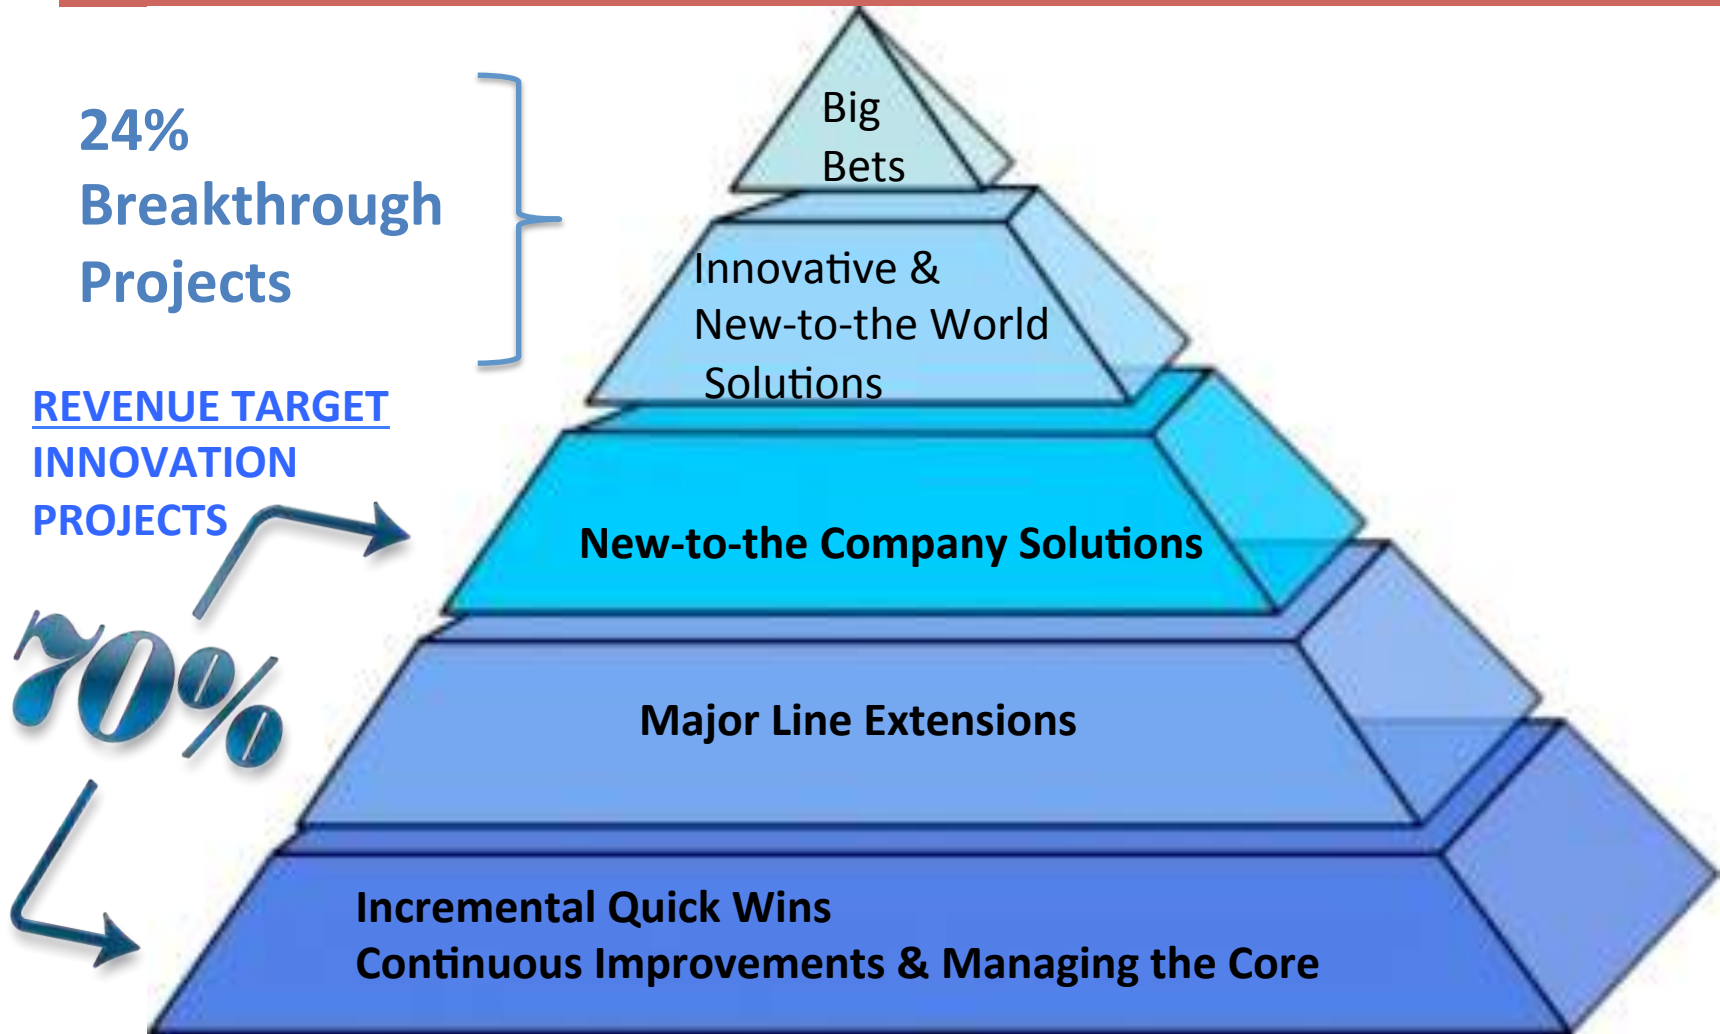 24%
Breakthrough
Projects
REVENUE TARGET
INNOVATION
PROJECTS
70%
Big
Bets
Innovative &
New-to-the World
Solutions
New-to-the Company Solutions
Major Line Extensions
Incremental Quick Wins
Continuous Improvements & Managing the Core